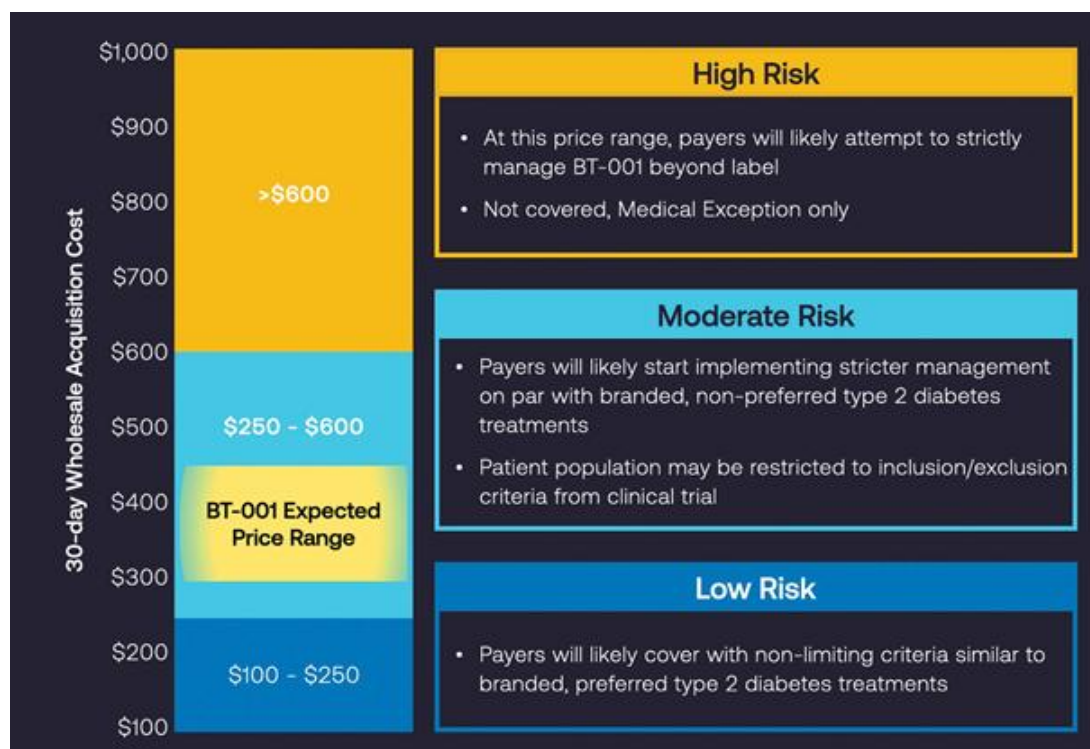 30-day Wholesale Acquisition Cost
$1,000
$900
$800
$700
$600
$500
$400
$300
$200
$100
>$600
$250 - $600
BT-001 Expected
Price Range
$100 - $250
High Risk
• At this price range, payers will likely attempt to strictly
manage BT-001 beyond label
• Not covered, Medical Exception only
Moderate Risk
• Payers will likely start implementing stricter management
on par with branded, non-preferred type 2 diabetes
treatments
• Patient population may be restricted to inclusion/exclusion
criteria from clinical trial
Low Risk
• Payers will likely cover with non-limiting criteria similar to
branded, preferred type 2 diabetes treatments